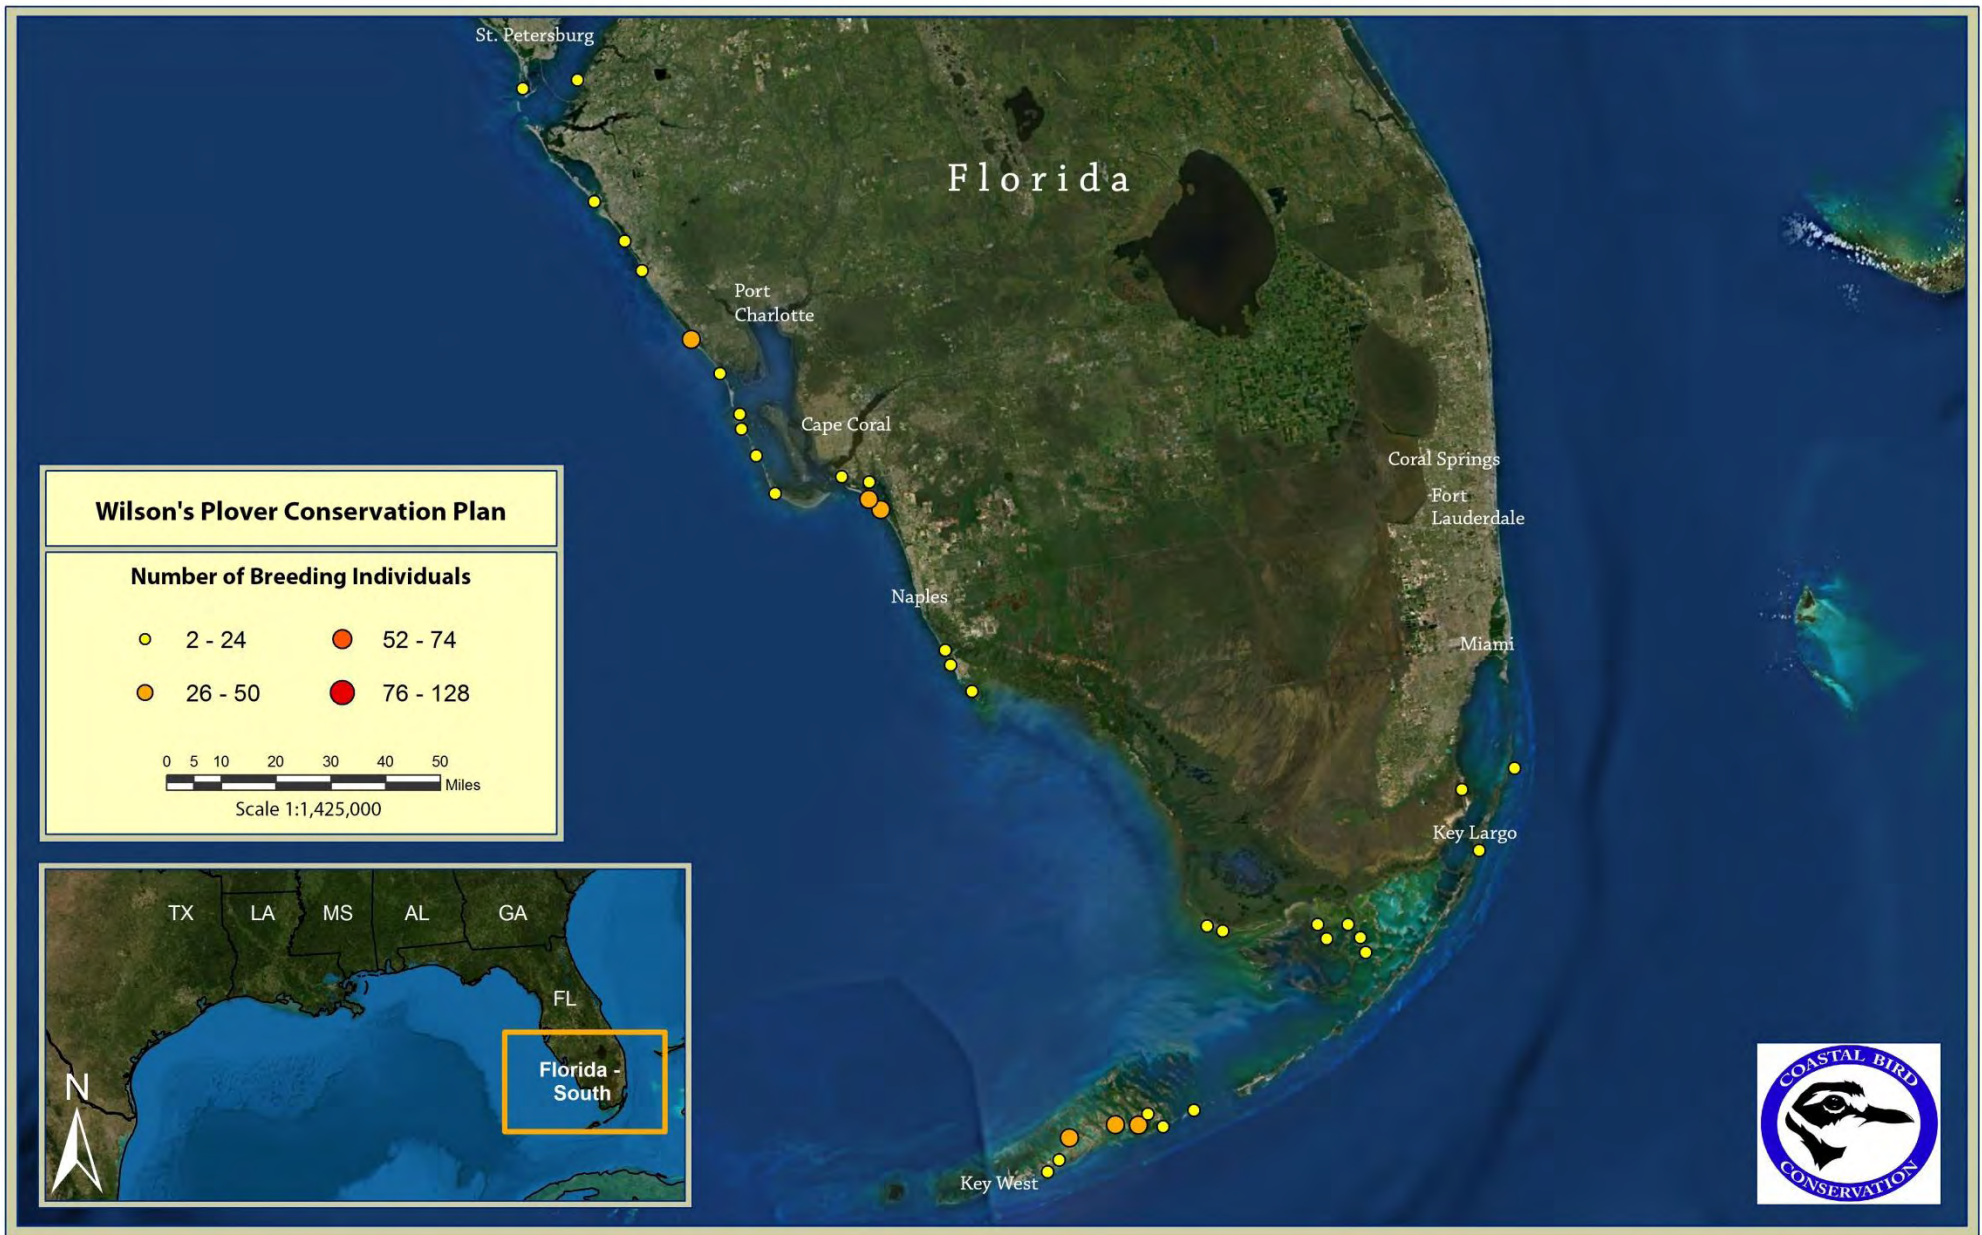 St. Petersburg
Florida
Port
Charlotte
Cape Coral
Coral Springs
Fort
Lauderdale
Naples
Miami
Key Largo
Key West
Wilson's Plover Conservation Plan
Number of Breeding Individuals
2 - 24
52 - 74
26 - 50
76 - 128
0 5 10 20 30 40 50
Miles
Scale 1:1,425,000
TX LA MS AL GA
FL
Florida -
South
N
COASTAL BIRD
CONSERVATION